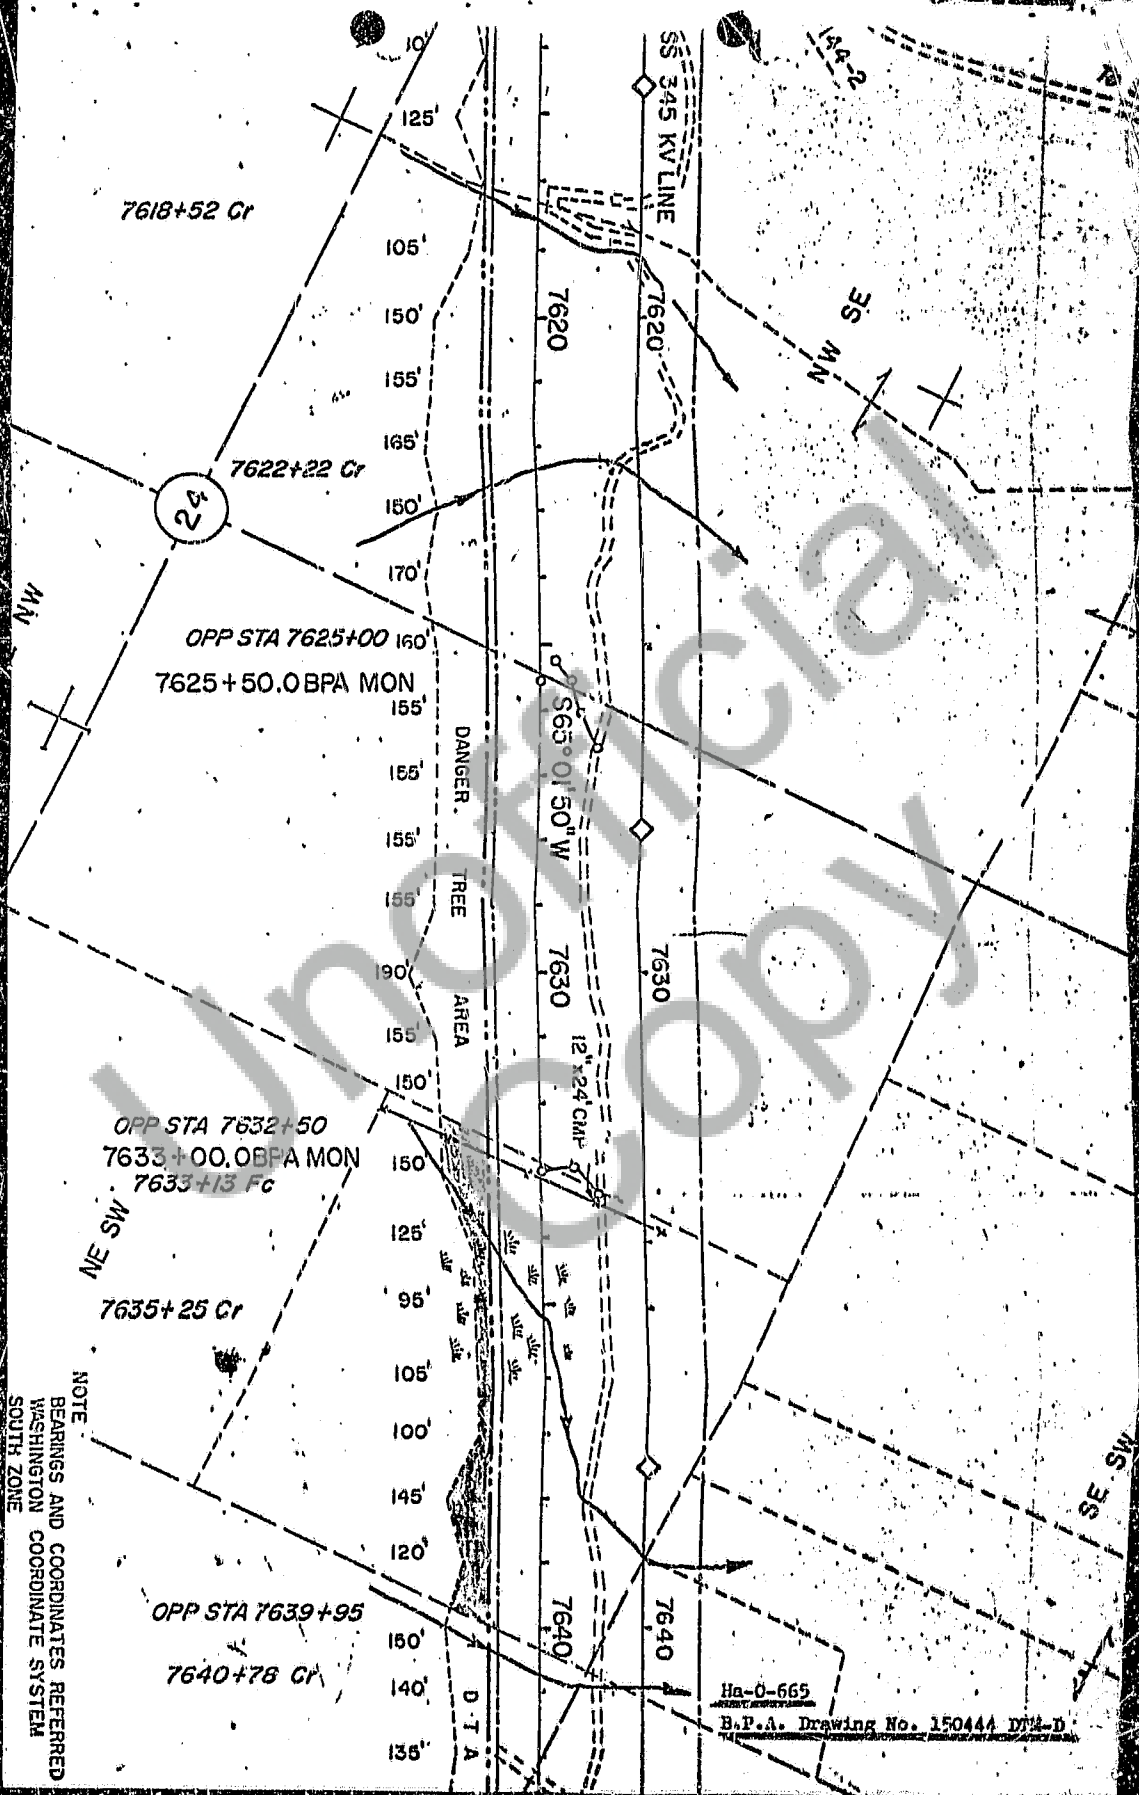 10'
SS 345 KV LINE
144-2
125'
7618+52 Cr
105'
150'
7620
7620
SE
NW
155'
165'
7622+22 Cr
24
150'
170'
NW
OPP STA 7625+00
160'
7625+50.0 BPA MON
155'
S65°01'50"W
155'
155'
155'
DANGER TREE AREA
190'
7630
7630
155'
12"x24' CMP
150'
OPP STA 7632+50
7633+00.0 BPA MON
150'
7633+13 Fc
NE SW
125'
7635+25 Cr
95'
105'
100'
145'
SE SW
120'
OPP STA 7639+95
150'
7640
7640
7640+78 Cr
140'
D T A
135'
NOTE
BEARINGS AND COORDINATES REFERRED
WASHINGTON COORDINATE SYSTEM
SOUTH ZONE
Ha-O-665
B.P.A. Drawing No. 150444 DTM-D
Unofficial
Copy